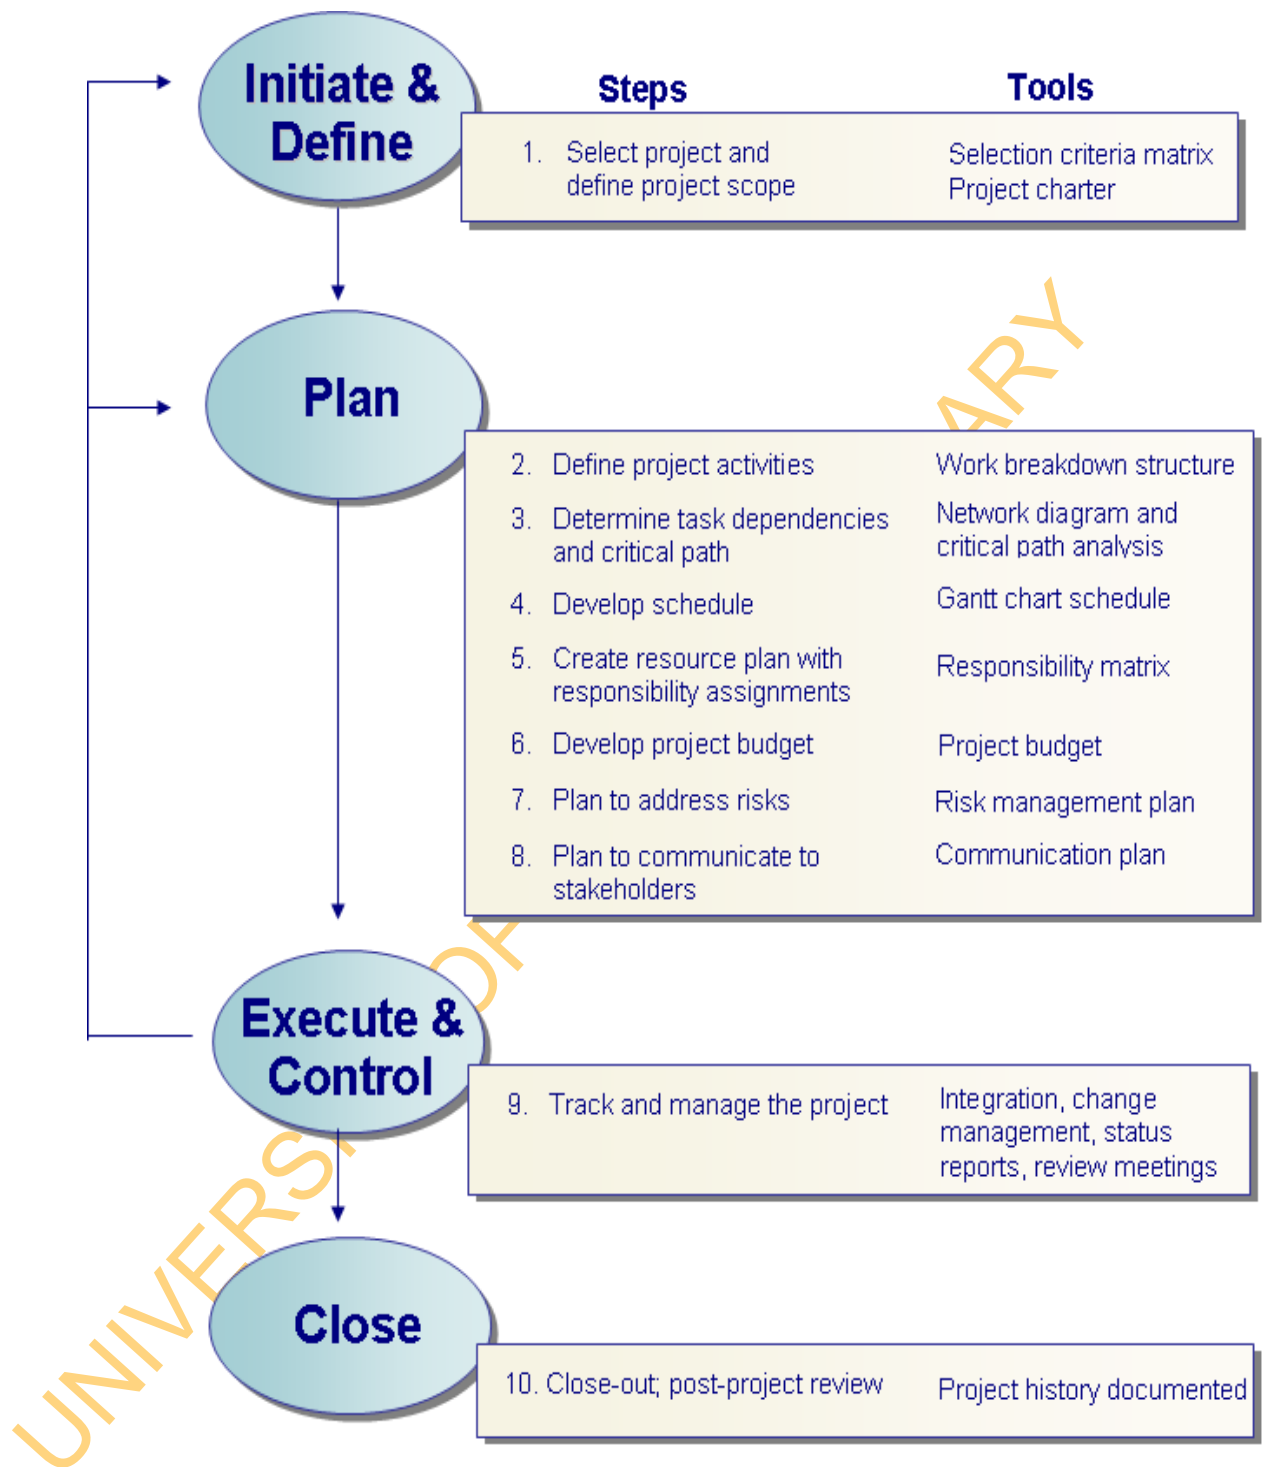 Initiate &
Define
Steps
Tools
1. Select project and
define project scope
Selection criteria matrix
Project charter
Plan
2. Define project activities
Work breakdown structure
3. Determine task dependencies
and critical path
Network diagram and
critical path analysis
4. Develop schedule
Gantt chart schedule
5. Create resource plan with
responsibility assignments
Responsibility matrix
6. Develop project budget
Project budget
7. Plan to address risks
Risk management plan
8. Plan to communicate to
stakeholders
Communication plan
Execute &
Control
9. Track and manage the project
Integration, change
management, status
reports, review meetings
Close
10. Close-out; post-project review
Project history documented